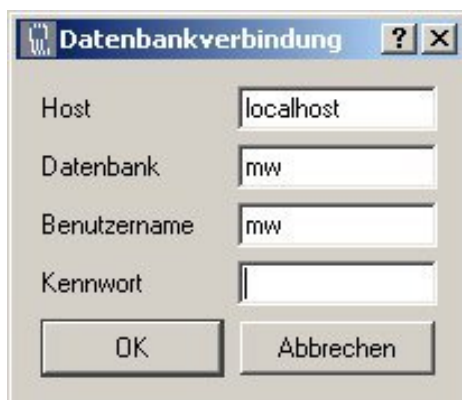 Datenbankverbindung
Host localhost
Datenbank mw
Benutzername mw
Kennwort
OK Abbrechen